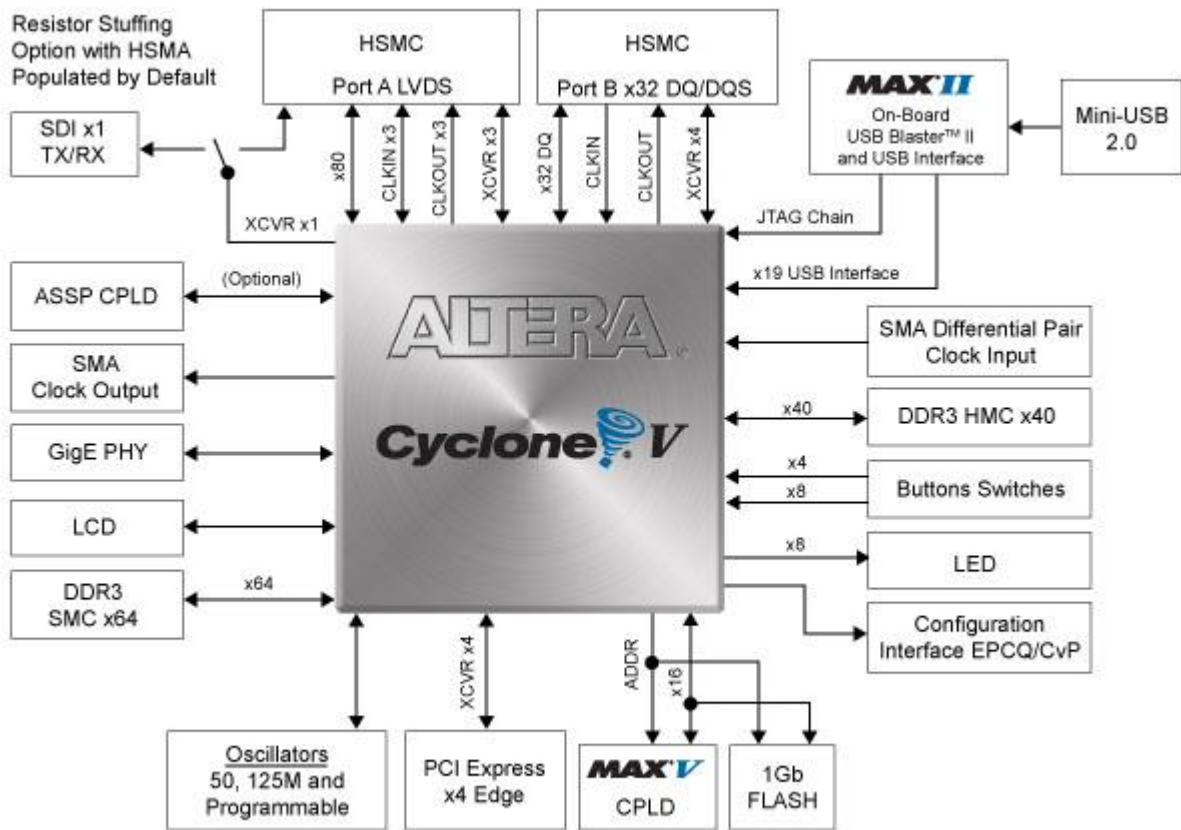 Resistor Stuffing
Option with HSMA
Populated by Default
HSMC
Port A LVDS
HSMC
Port B x32 DQ/DQS
MAX II
On-Board
USB Blaster™ II
and USB Interface
Mini-USB
2.0
SDI x1
TX/RX
x80
CLKIN x3
CLKOUT x3
XCVR x3
x32 DQ
CLKIN
CLKOUT
XCVR x4
XCVR x1
JTAG Chain
x19 USB Interface
ASSP CPLD
(Optional)
SMA
Clock Output
GigE PHY
LCD
DDR3
SMC x64
x64
ALTERA®
Cyclone® V
SMA Differential Pair
Clock Input
x40
DDR3 HMC x40
x4
x8
Buttons Switches
x8
LED
Configuration
Interface EPCQ/CvP
XCVR x4
ADDR
x16
Oscillators
50, 125M and
Programmable
PCI Express
x4 Edge
MAX V
CPLD
1Gb
FLASH